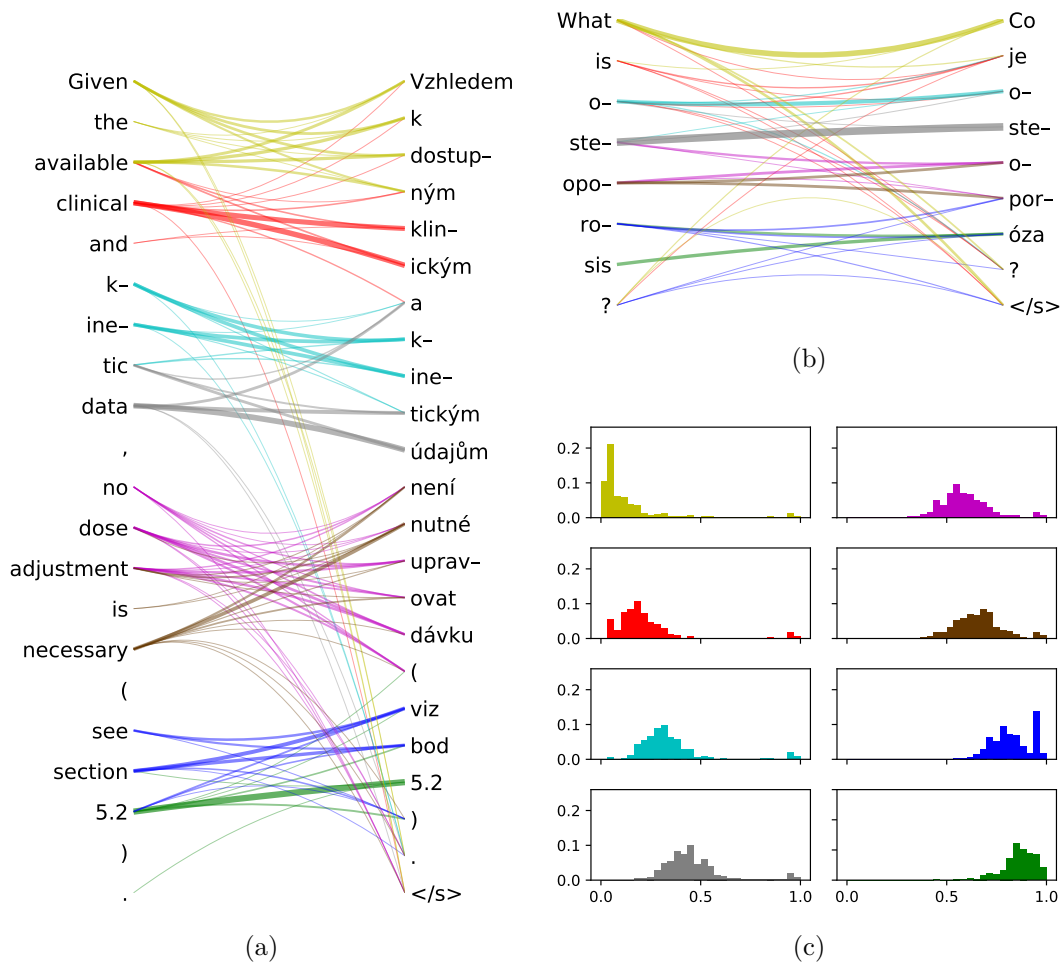 Given
the
available
clinical
and
k–
ine–
tic
data
,
no
dose
adjustment
is
necessary
(
see
section
5.2
)
.
Vzhledem
k
dostup–
ným
klin–
ickým
a
k–
ine–
tickým
údajům
není
nutné
uprav–
ovat
dávku
(
viz
bod
5.2
)
.
</s>
(a)
What
is
o–
ste–
opo–
ro–
sis
?
Co
je
o–
ste–
o–
por–
óza
?
</s>
(b)
0.2
0.1
0.0
0.2
0.1
0.0
0.2
0.1
0.0
0.2
0.1
0.0
0.0 0.5 1.0
0.0 0.5 1.0
(c)